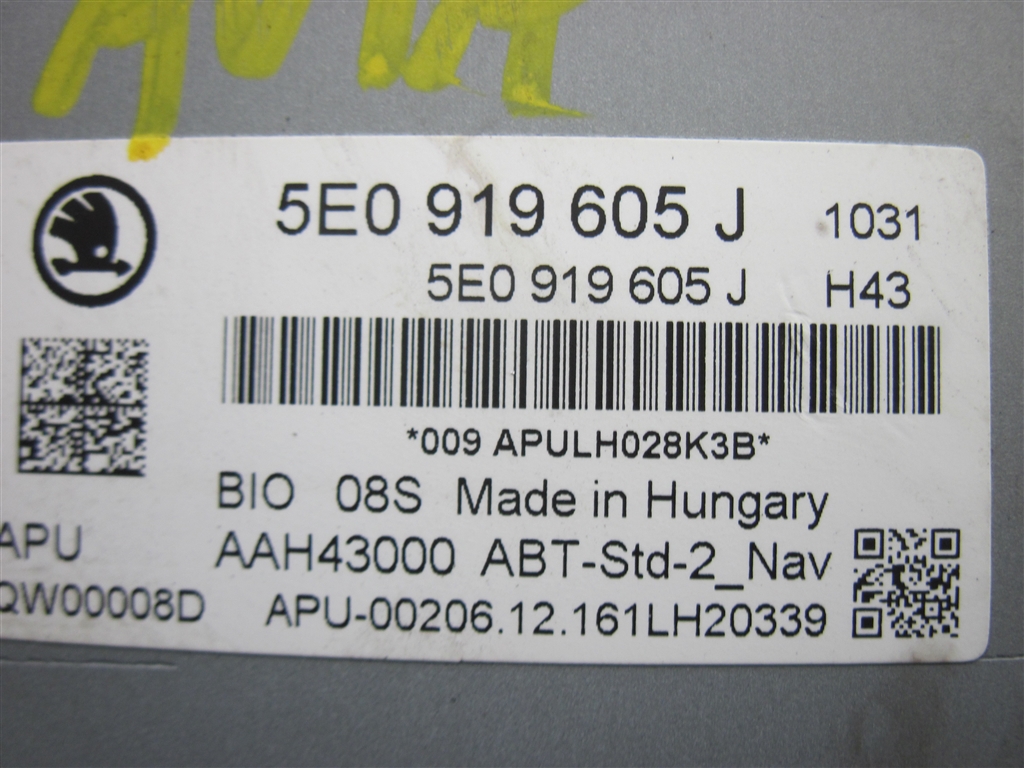 5E0 919 605 J 1031
5E0 919 605 J H43
*009 APULH028K3B*
BIO 08S Made in Hungary
APU AAH43000 ABT-Std-2_Nav
QW00008D APU-00206.12.161LH20339